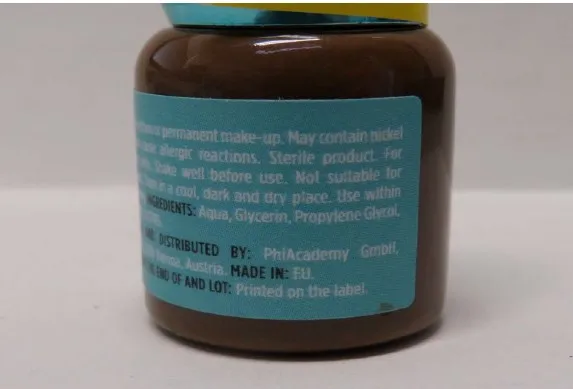 permanent make-up. May contain nickel
allergic reactions. Sterile product. For
Shake well before use. Not suitable for
in a cool, dark and dry place. Use within
INGREDIENTS: Aqua, Glycerin, Propylene Glycol,
DISTRIBUTED BY: PhiAcademy GmbH,
Austria. MADE IN: EU.
END OF AND LOT: Printed on the label.